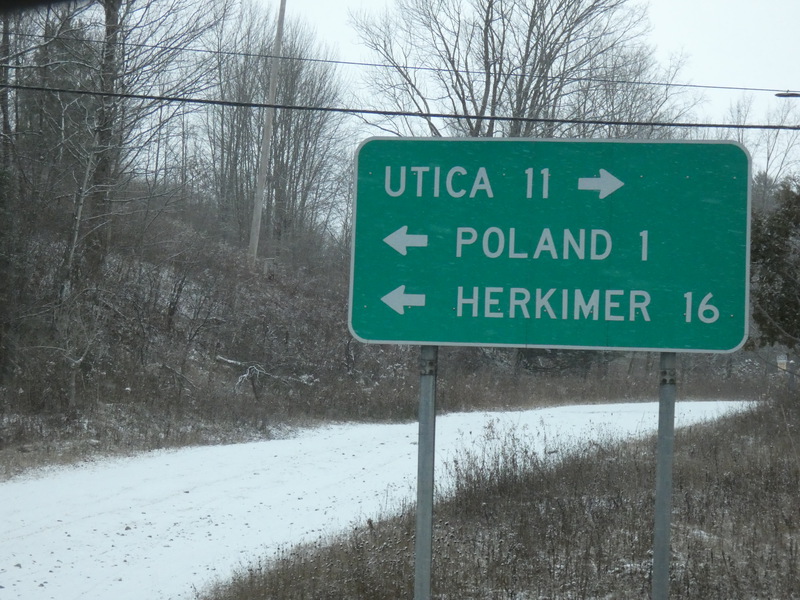 UTICA 11 →
← POLAND 1
← HERKIMER 16